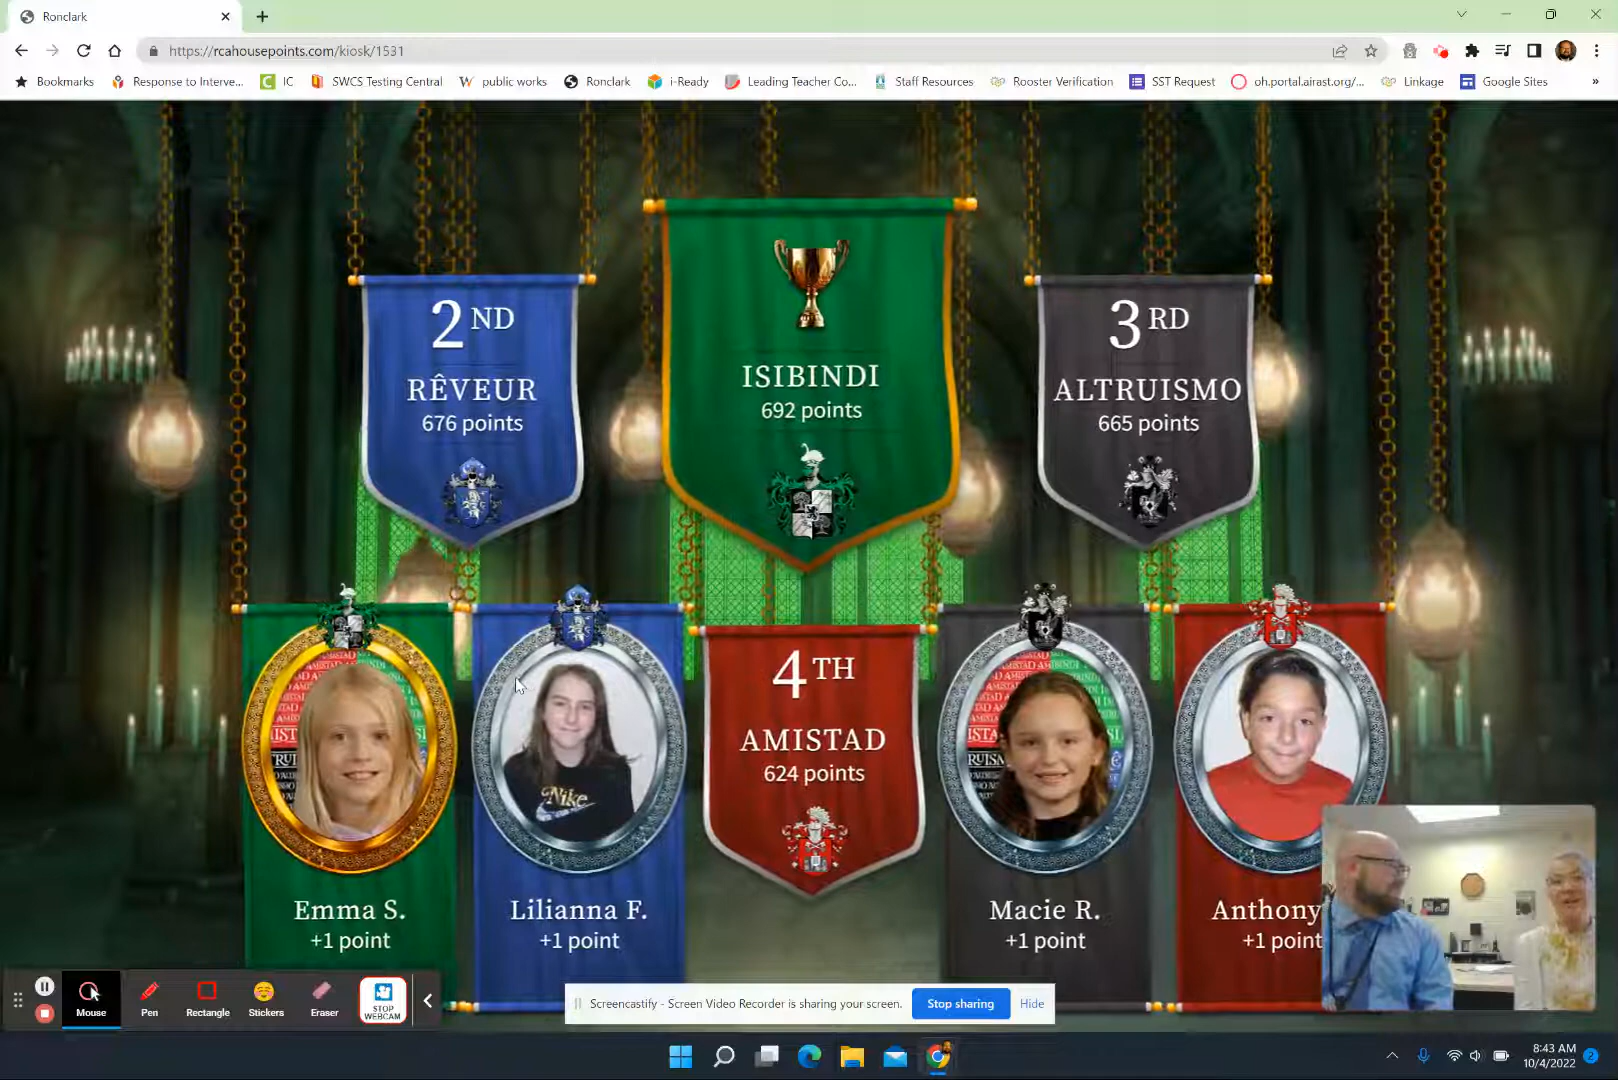 Ronclark
https://rcahousepoints.com/kiosk/1531
Bookmarks
Response to Interve...
IC
SWCS Testing Central
public works
Ronclark
i-Ready
Leading Teacher Co...
Staff Resources
Rooster Verification
SST Request
oh.portal.airast.org/...
Linkage
Google Sites
»
2ND
RÊVEUR
676 points
ISIBINDI
692 points
3RD
ALTRUISMO
665 points
4TH
AMISTAD
624 points
Nike
Emma S.
+1 point
Lilianna F.
+1 point
Macie R.
+1 point
Anthony
+1 point
Mouse
Pen
Rectangle
Stickers
Eraser
STOP
WEBCAM
Screencastify - Screen Video Recorder is sharing your screen.
Stop sharing
Hide
8:43 AM
10/4/2022
2